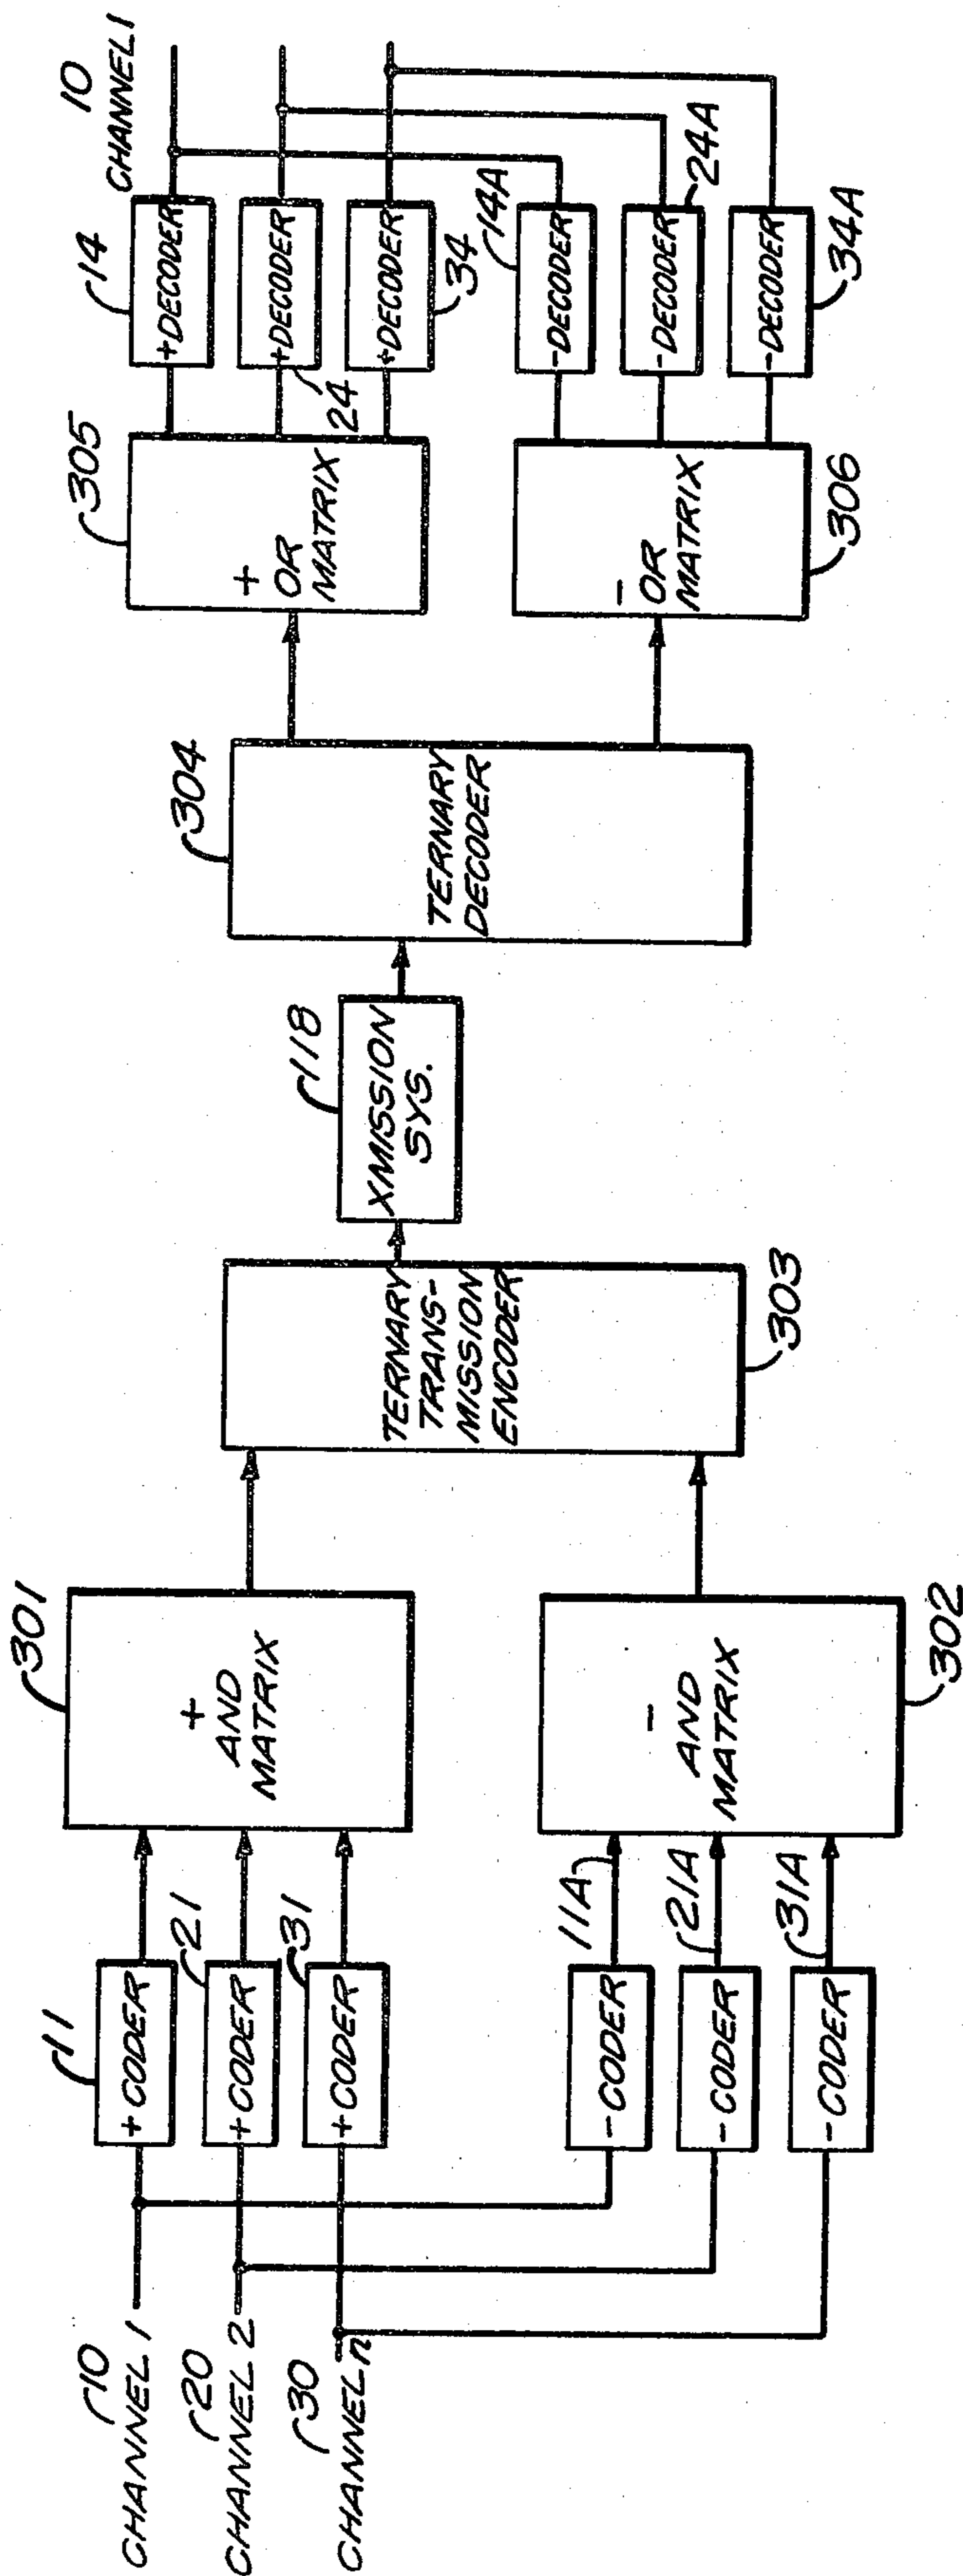 10
CHANNEL 1
20
CHANNEL 2
30
CHANNEL n
11
+CODER
21
+CODER
31
+CODER
-CODER
11A
-CODER
21A
-CODER
31A
301
+
AND
MATRIX
-
AND
MATRIX
302
TERNARY
TRANS-
MISSION
ENCODER
303
118
XMISSION
SYS.
304
TERNARY
DECODER
305
+
OR
MATRIX
-
OR
MATRIX
306
14
+DECODER
+DECODER
24
+DECODER
34
14A
-DECODER
-DECODER
24A
-DECODER
34A
10
CHANNEL 1